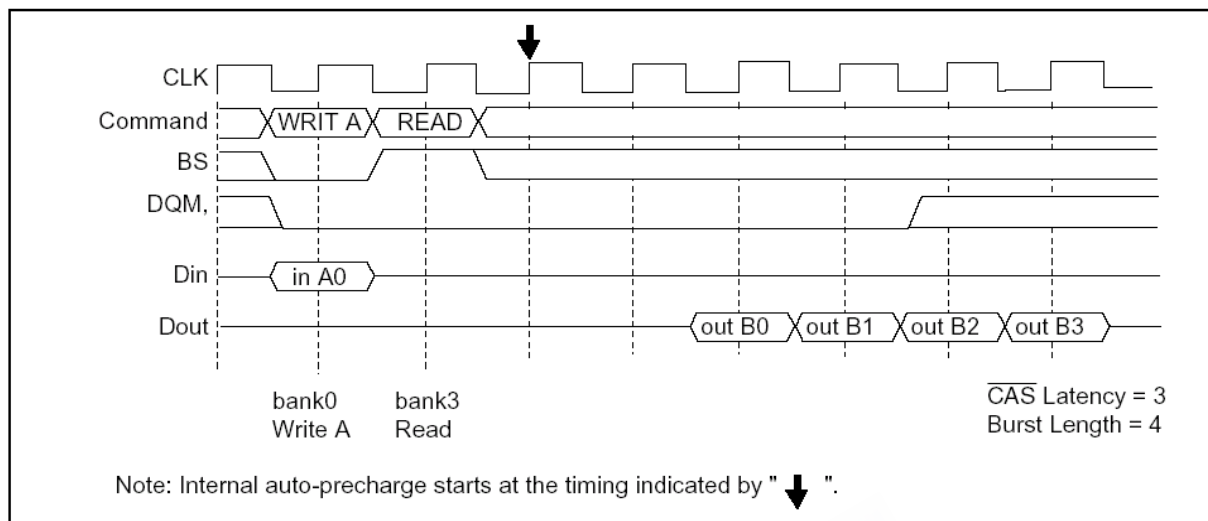 CLK
Command WRIT A READ
BS
DQM,
Din in A0
Dout out B0 out B1 out B2 out B3
bank0 bank3 CAS Latency = 3
Write A Read Burst Length = 4
Note: Internal auto-precharge starts at the timing indicated by " ".